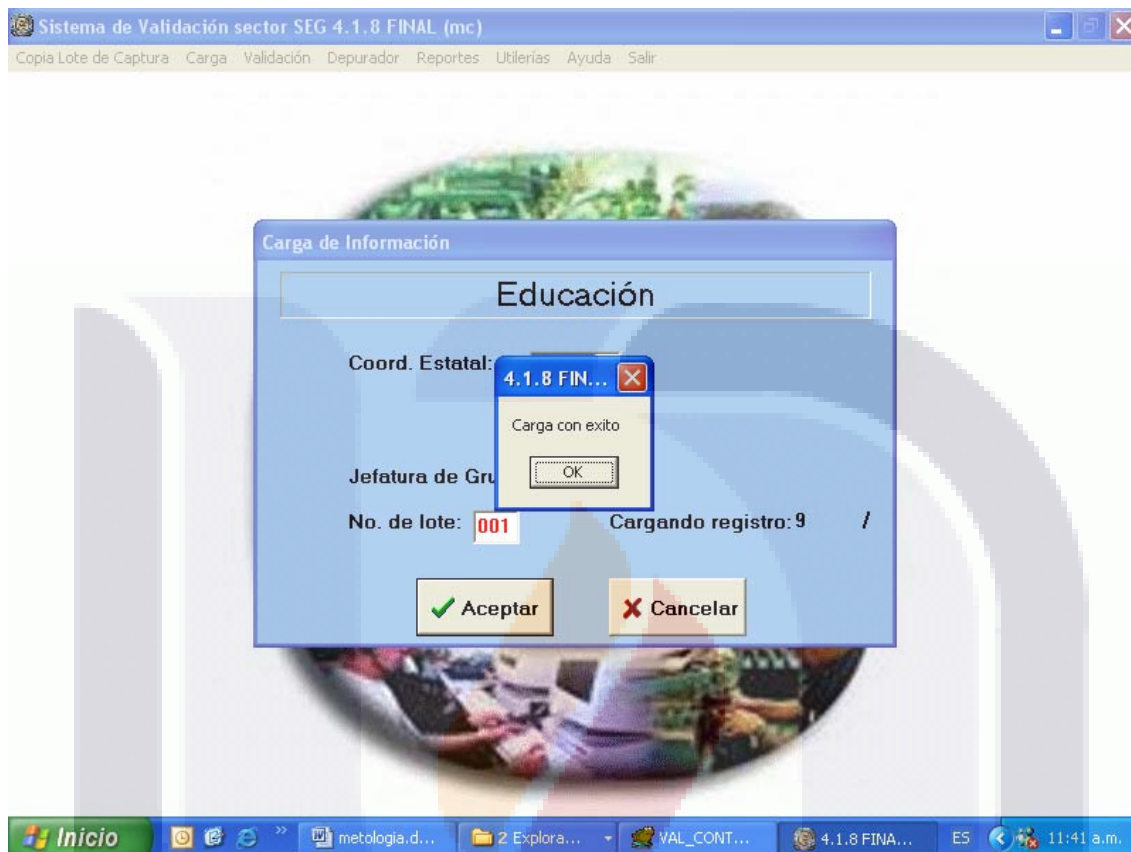 Sistema de Validación sector SEG 4.1.8 FINAL (mc)
Copia Lote de Captura Carga Validación Depurador Reportes Utilerías Ayuda Salir
Carga de Información
Educación
Coord. Estatal:
4.1.8 FIN...
Carga con exito
OK
Jefatura de Gru
No. de lote: 001 Cargando registro: 9 /
Aceptar Cancelar
Inicio » metologia.d... 2 Explora... VAL_CONT... 4.1.8 FINA... ES 11:41 a.m.